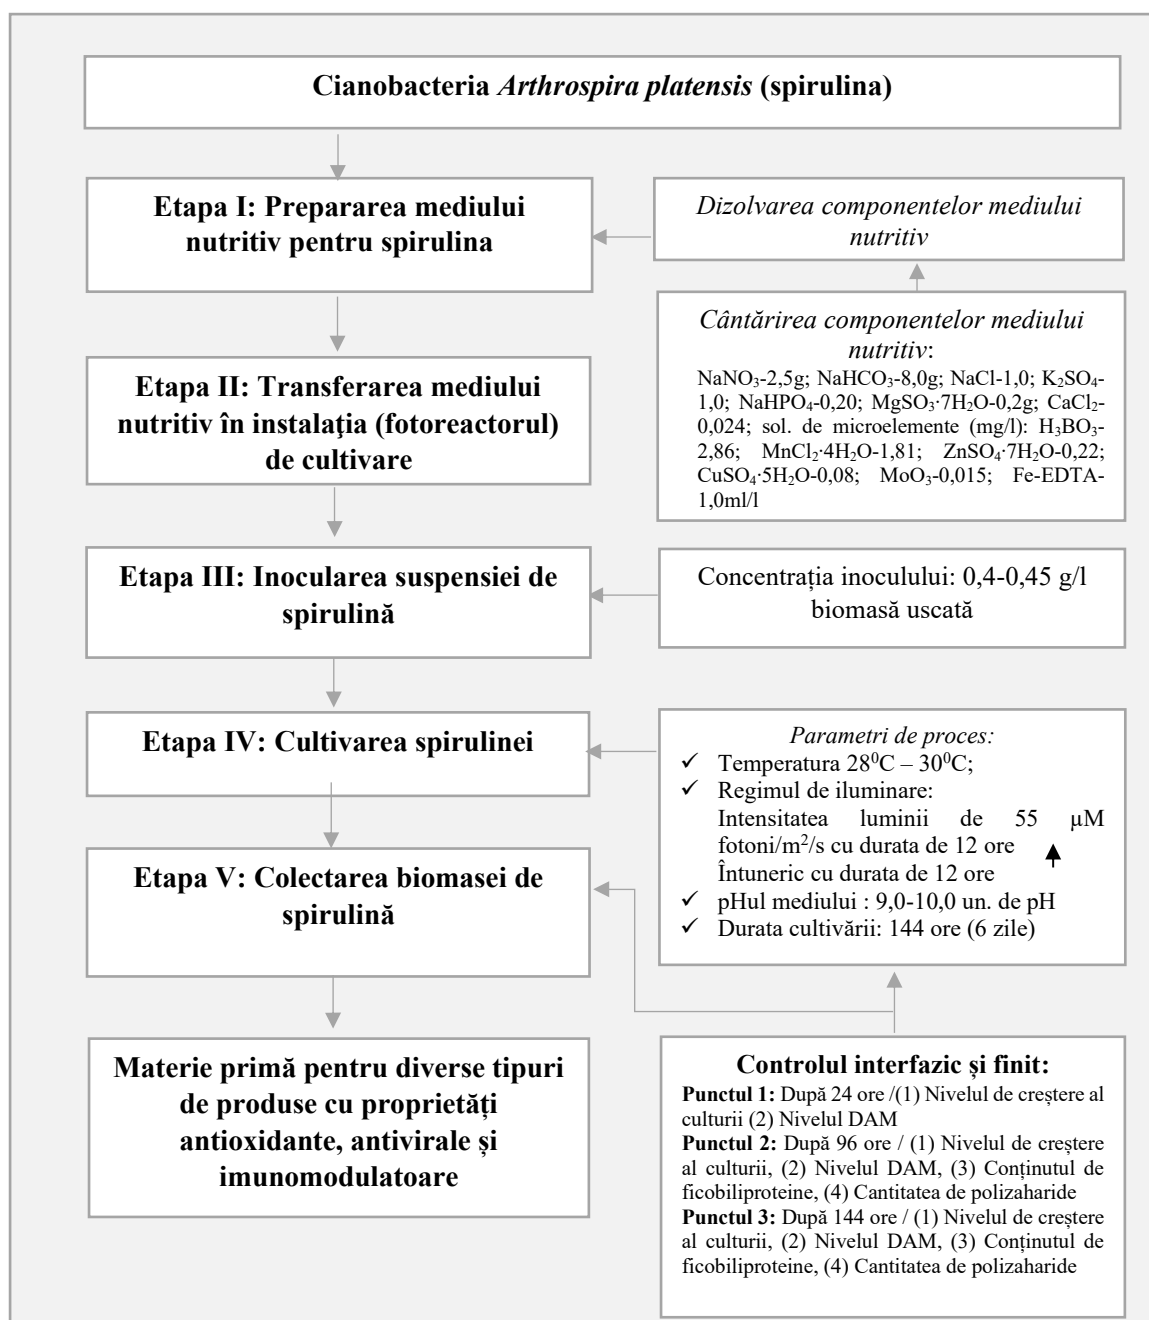 Cianobacteria Arthrospira platensis (spirulina)
Etapa I: Prepararea mediului
nutritiv pentru spirulina
Dizolvarea componentelor mediului
nutritiv
Cântărirea componentelor mediului
nutritiv:
NaNO₃-2,5g; NaHCO₃-8,0g; NaCl-1,0; K₂SO₄-
1,0; NaHPO₄-0,20; MgSO₃·7H₂O-0,2g; CaCl₂-
0,024; sol. de microelemente (mg/l): H₃BO₃-
2,86; MnCl₂·4H₂O-1,81; ZnSO₄·7H₂O-0,22;
CuSO₄·5H₂O-0,08; MoO₃-0,015; Fe-EDTA-
1,0ml/l
Etapa II: Transferarea mediului
nutritiv în instalaţia (fotoreactorul)
de cultivare
Etapa III: Inocularea suspensiei de
spirulină
Concentrația inoculului: 0,4-0,45 g/l
biomasă uscată
Etapa IV: Cultivarea spirulinei
Parametri de proces:
✓ Temperatura 28⁰C – 30⁰C;
✓ Regimul de iluminare:
Intensitatea luminii de 55 µM
fotoni/m²/s cu durata de 12 ore
Întuneric cu durata de 12 ore
✓ pHul mediului : 9,0-10,0 un. de pH
✓ Durata cultivării: 144 ore (6 zile)
Etapa V: Colectarea biomasei de
spirulină
Materie primă pentru diverse tipuri
de produse cu proprietăți
antioxidante, antivirale și
imunomodulatoare
Controlul interfazic și finit:
Punctul 1: După 24 ore /(1) Nivelul de creștere al
culturii (2) Nivelul DAM
Punctul 2: După 96 ore / (1) Nivelul de creștere
al culturii, (2) Nivelul DAM, (3) Conținutul de
ficobiliproteine, (4) Cantitatea de polizaharide
Punctul 3: După 144 ore / (1) Nivelul de creștere
al culturii, (2) Nivelul DAM, (3) Conținutul de
ficobiliproteine, (4) Cantitatea de polizaharide